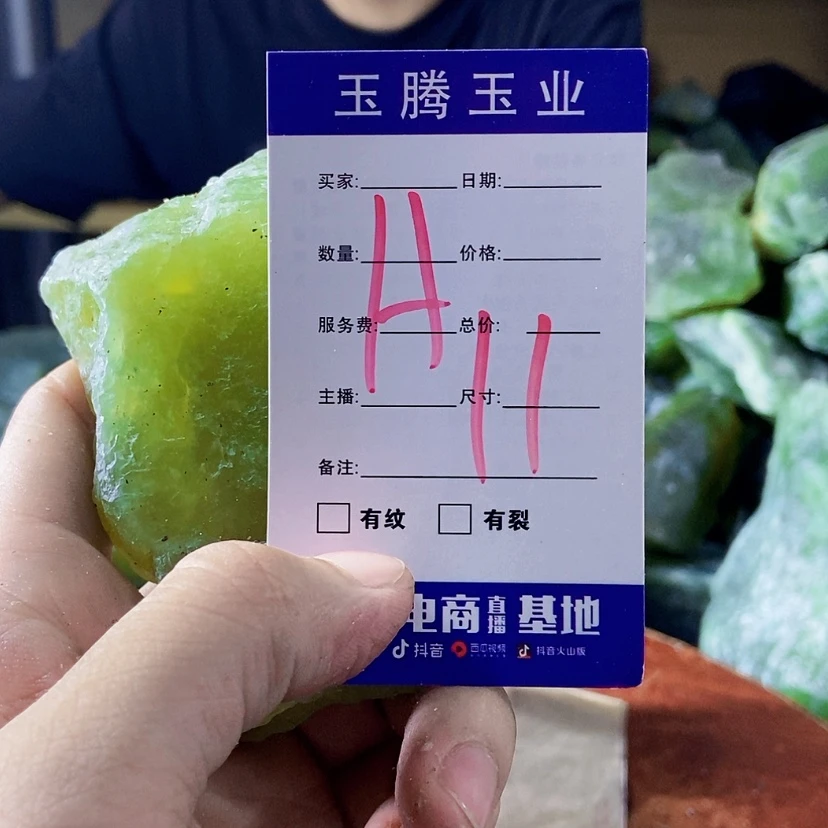 玉腾玉业
买家: 日期:
数量: 价格:
服务费: 总价:
主播: 尺寸:
备注:
A 11
有纹 有裂
电商直播基地
抖音 西瓜视频 抖音火山版